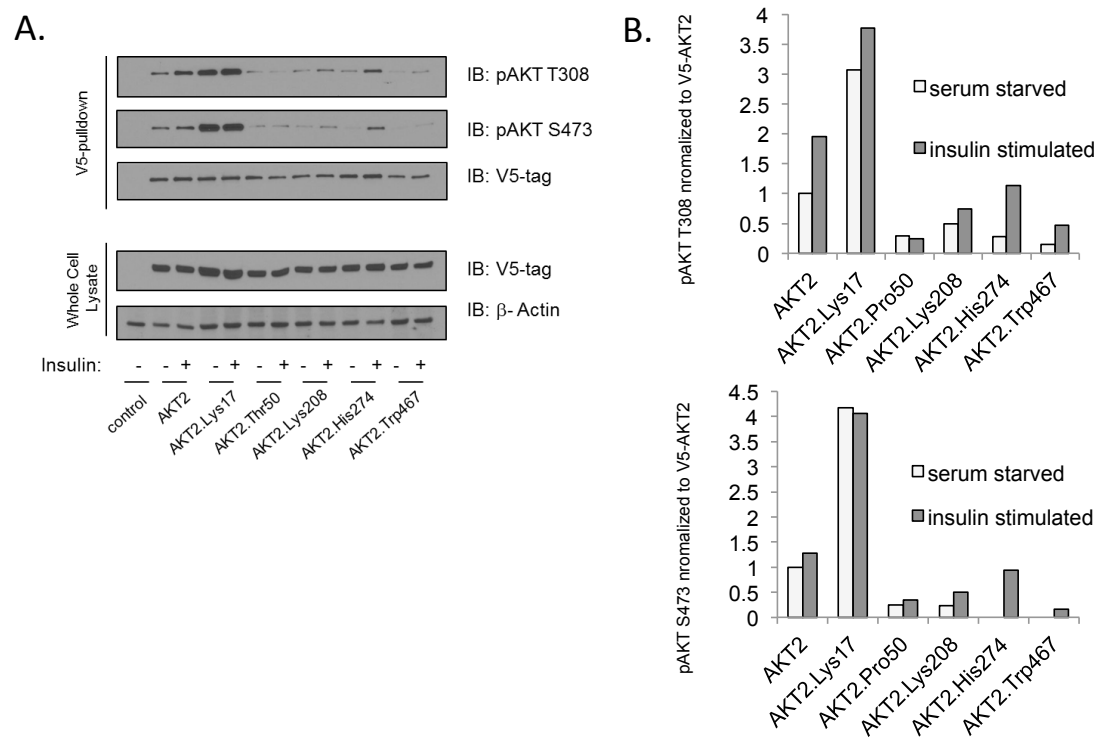 A.
V5-pulldown
IB: pAKT T308
IB: pAKT S473
IB: V5-tag
Whole Cell
Lysate
IB: V5-tag
IB: β- Actin
Insulin: - - + - + - + - + - + - +
control
AKT2
AKT2.Lys17
AKT2.Thr50
AKT2.Lys208
AKT2.His274
AKT2.Trp467
B.
pAKT T308 nromalized to V5-AKT2
4
3.5
3
2.5
2
1.5
1
0.5
0
serum starved
insulin stimulated
AKT2
AKT2.Lys17
AKT2.Pro50
AKT2.Lys208
AKT2.His274
AKT2.Trp467
pAKT S473 nromalized to V5-AKT2
4.5
4
3.5
3
2.5
2
1.5
1
0.5
0
serum starved
insulin stimulated
AKT2
AKT2.Lys17
AKT2.Pro50
AKT2.Lys208
AKT2.His274
AKT2.Trp467